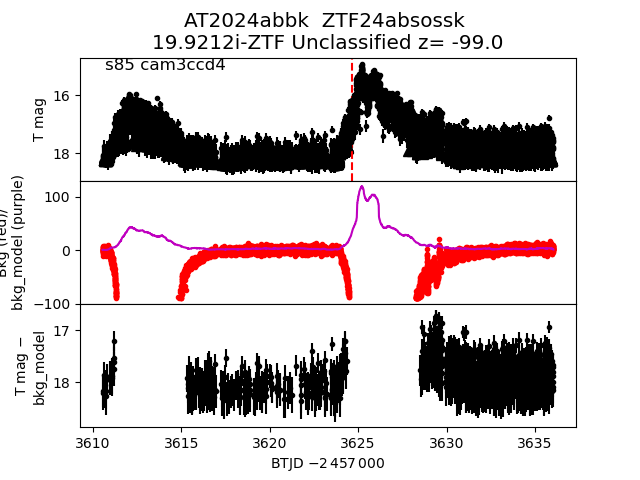 AT2024abbk  ZTF24absossk
19.9212i-ZTF Unclassified z= -99.0
s85 cam3ccd4
T mag
16
18
Bkg (red)/
bkg_model (purple)
100
0
−100
T mag −
bkg_model
17
18
3610
3615
3620
3625
3630
3635
BTJD −2 457 000